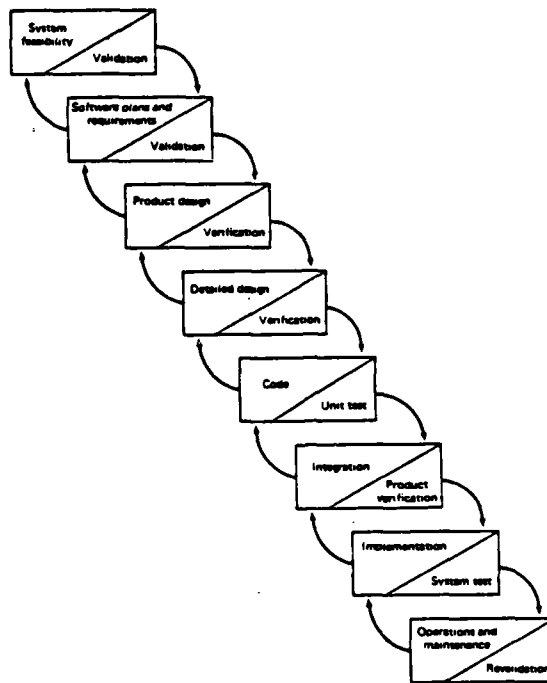 System
feasibility
Validation
Software plans and
requirements
Validation
Product design
Verification
Detailed design
Verification
Code
Unit test
Integration
Product
verification
Implementation
System test
Operations and
maintenance
Revalidation